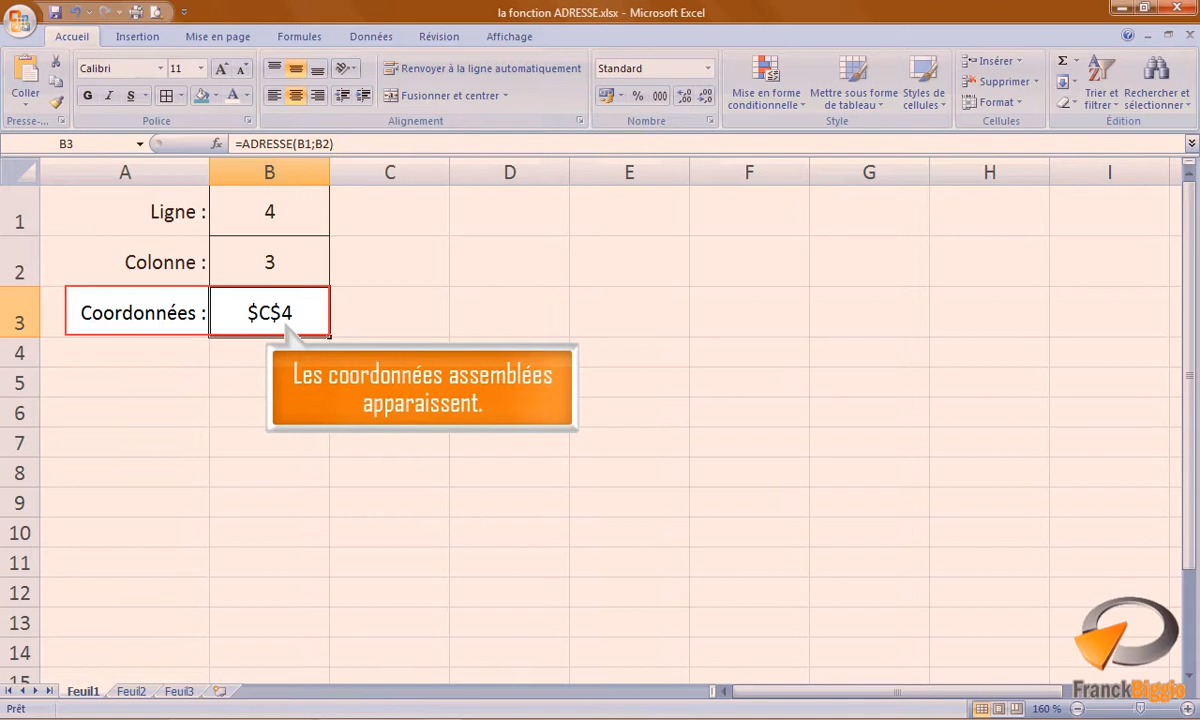 la fonction ADRESSE.xlsx - Microsoft Excel
Accueil Insertion Mise en page Formules Données Révision Affichage
Coller
Presse-...
Calibri 11 A A
G I S A
Police
Renvoyer à la ligne automatiquement
Fusionner et centrer
Alignement
Standard
% 000
Nombre
Mise en forme conditionnelle
Mettre sous forme de tableau
Styles de cellules
Style
Insérer
Supprimer
Format
Cellules
Σ
Trier et filtrer
Rechercher et sélectionner
Édition
B3 fx =ADRESSE(B1;B2)
A B C D E F G H I
1 Ligne : 4
2 Colonne : 3
3 Coordonnées : $C$4
Les coordonnées assemblées
apparaissent.
4
5
6
7
8
9
10
11
12
13
14
15
FranckBiggio
Feuil1 Feuil2 Feuil3
Prêt 160 %